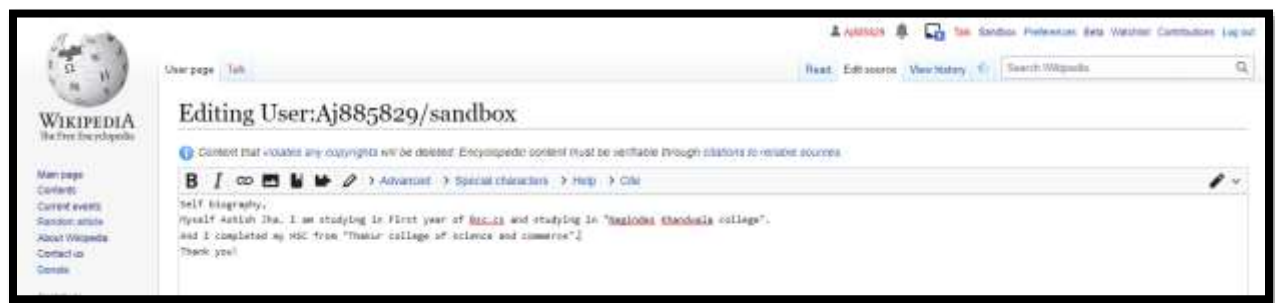 Aj885829 Talk Sandbox Preferences Beta Watchlist Contributions Log out
User page Talk Read Edit source View history Search Wikipedia
WIKIPEDIA
The Free Encyclopedia
Editing User:Aj885829/sandbox
Content that violates any copyrights will be deleted. Encyclopedic content must be verifiable through citations to reliable sources.
B I Advanced Special characters Help Cite
Main page
Contents
Current events
Random article
About Wikipedia
Contact us
Donate
Self biography,
Myself Ashish Jha. I am studying in First year of Bsc.cs and studying in "Nagindas Khandwala college".
And I completed my HSC from "Thakur college of science and commerce".
Thank you!